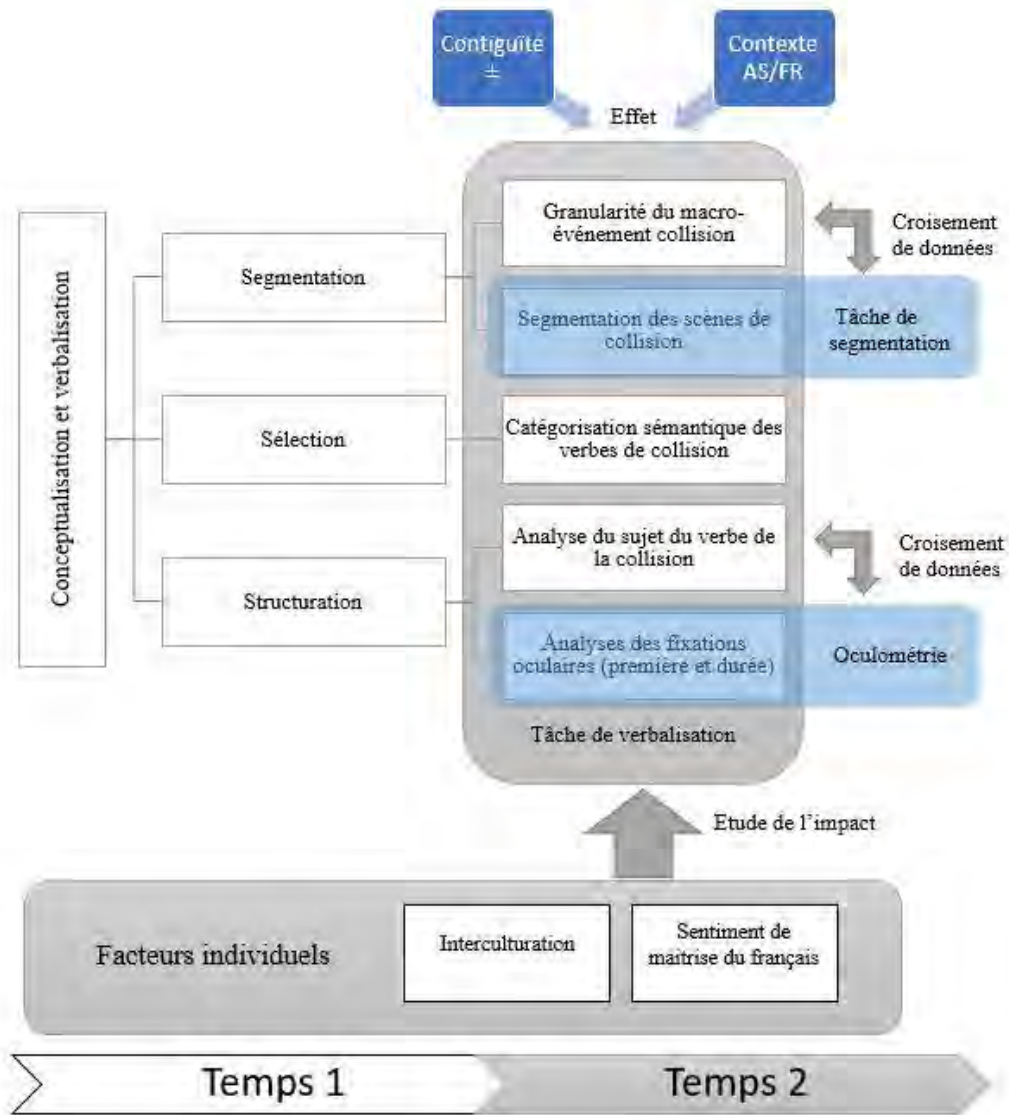 Contiguïté
±
Contexte
AS/FR
Effet
Conceptualisation et verbalisation
Segmentation
Sélection
Structuration
Granularité du macro-
événement collision
Segmentation des scènes de
collision
Catégorisation sémantique des
verbes de collision
Analyse du sujet du verbe de
la collision
Analyses des fixations
oculaires (première et durée)
Tâche de verbalisation
Croisement
de données
Tâche de
segmentation
Croisement
de données
Oculométrie
Etude de l’impact
Facteurs individuels
Interculturation
Sentiment de
maîtrise du français
Temps 1
Temps 2